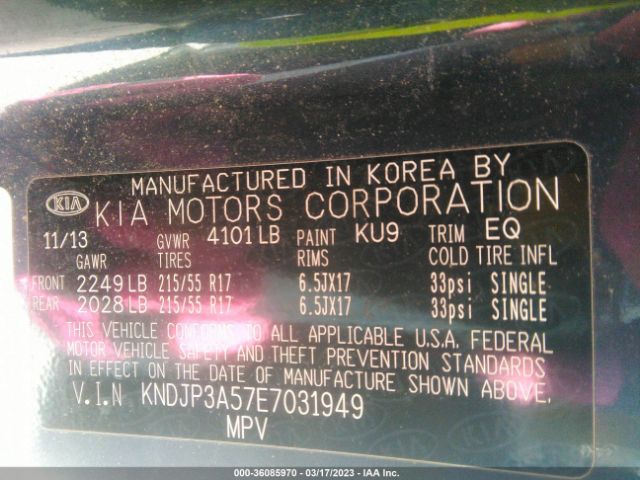 MANUFACTURED IN KOREA BY
KIA KIA MOTORS CORPORATION
11/13 GVWR 4101 LB PAINT KU9 TRIM EQ
GAWR TIRES RIMS COLD TIRE INFL
FRONT 2249 LB 215/55 R17 6.5JX17 33psi SINGLE
REAR 2028 LB 215/55 R17 6.5JX17 33psi SINGLE
THIS VEHICLE CONFORMS TO ALL APPLICABLE U.S.A. FEDERAL
MOTOR VEHICLE SAFETY AND THEFT PREVENTION STANDARDS
IN EFFECT ON THE DATE OF MANUFACTURE SHOWN ABOVE.
V.I.N KNDJP3A57E7031949
MPV
000-36085970 / 03/17/2023 / IAA Inc.